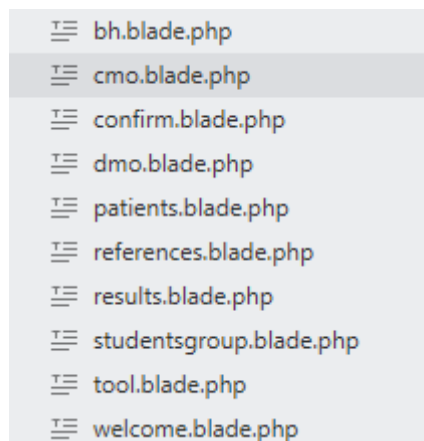 bh.blade.php
cmo.blade.php
confirm.blade.php
dmo.blade.php
patients.blade.php
references.blade.php
results.blade.php
studentsgroup.blade.php
tool.blade.php
welcome.blade.php